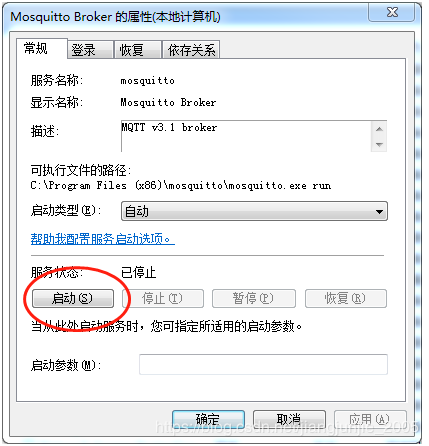 Mosquitto Broker 的属性(本地计算机)
常规 登录 恢复 依存关系
服务名称: mosquitto
显示名称: Mosquitto Broker
描述: MQTT v3.1 broker
可执行文件的路径:
C:\Program Files (x86)\mosquitto\mosquitto.exe run
启动类型(E): 自动
帮助我配置服务启动选项。
服务状态: 已停止
启动(S) 停止(T) 暂停(P) 恢复(R)
当从此处启动服务时，您可指定所适用的启动参数。
启动参数(M):
确定 取消 应用(A)